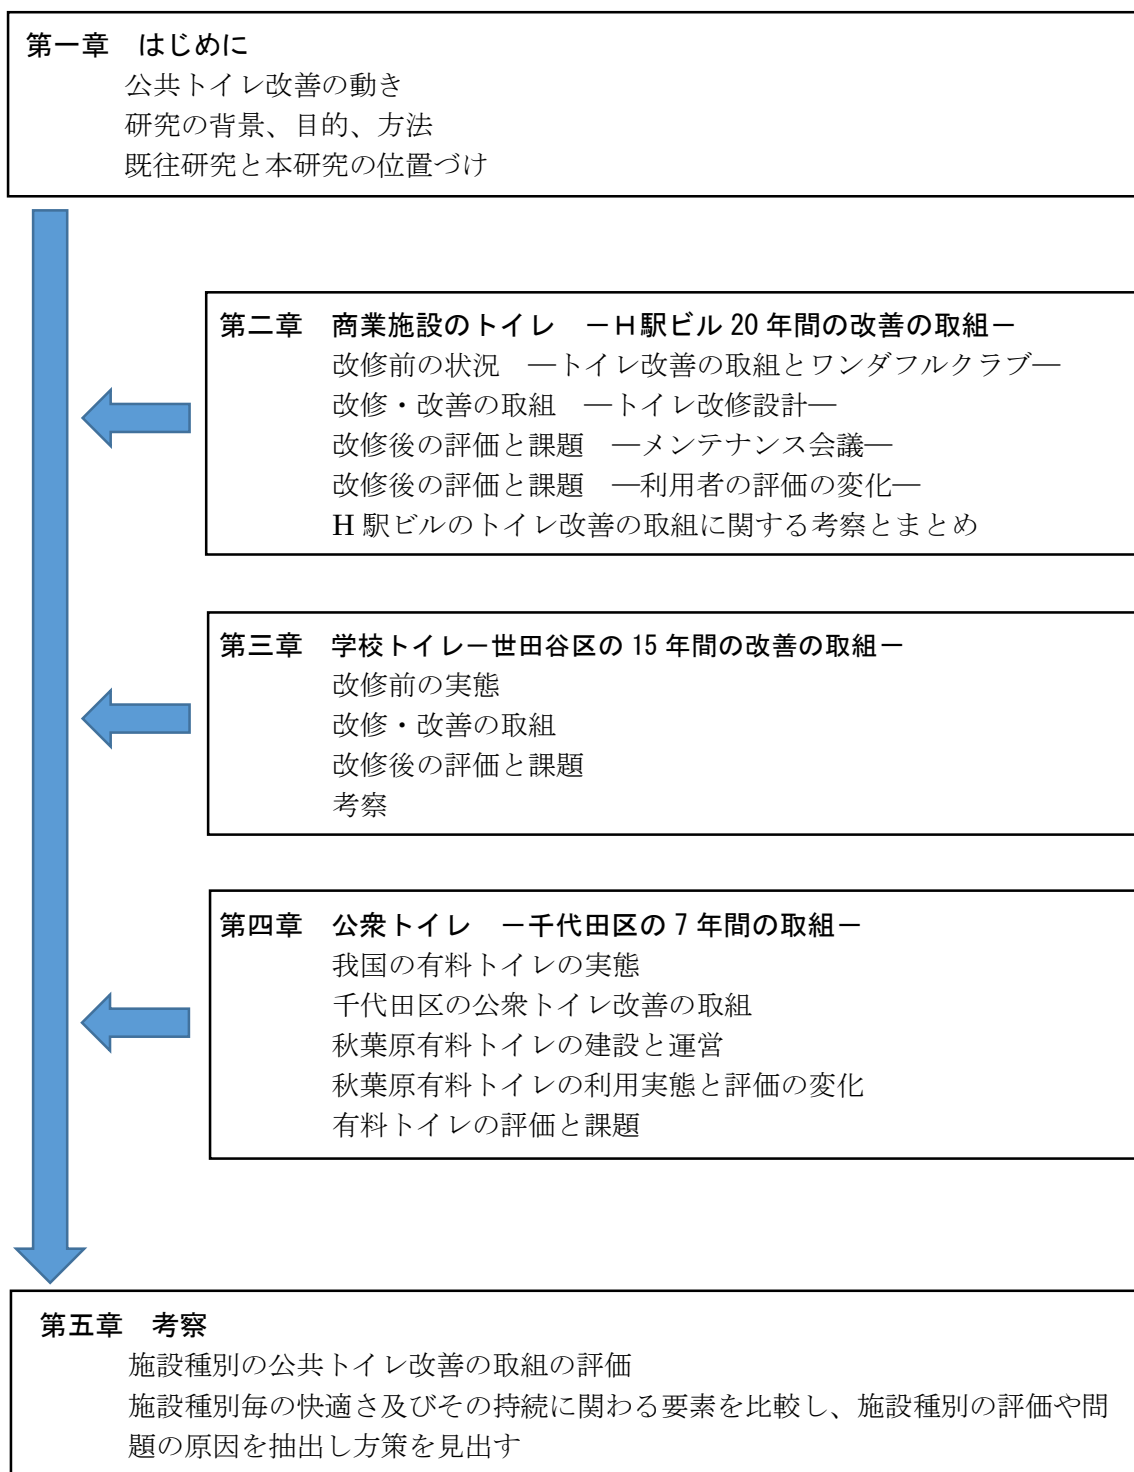 第一章　はじめに
公共トイレ改善の動き
研究の背景、目的、方法
既往研究と本研究の位置づけ
第二章　商業施設のトイレ　－Ｈ駅ビル 20 年間の改善の取組－
改修前の状況　―トイレ改善の取組とワンダフルクラブ―
改修・改善の取組　―トイレ改修設計―
改修後の評価と課題　―メンテナンス会議―
改修後の評価と課題　―利用者の評価の変化―
H 駅ビルのトイレ改善の取組に関する考察とまとめ
第三章　学校トイレ－世田谷区の 15 年間の改善の取組－
改修前の実態
改修・改善の取組
改修後の評価と課題
考察
第四章　公衆トイレ　－千代田区の 7 年間の取組－
我国の有料トイレの実態
千代田区の公衆トイレ改善の取組
秋葉原有料トイレの建設と運営
秋葉原有料トイレの利用実態と評価の変化
有料トイレの評価と課題
第五章　考察
施設種別の公共トイレ改善の取組の評価
施設種別毎の快適さ及びその持続に関わる要素を比較し、施設種別の評価や問
題の原因を抽出し方策を見出す